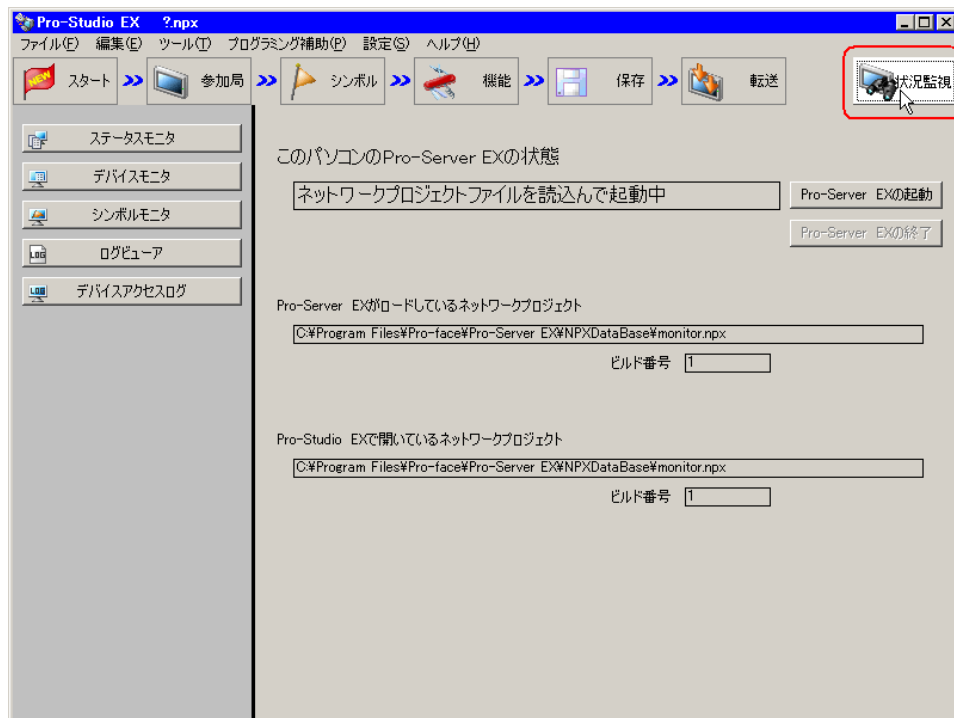 Pro-Studio EX ?.npx
ファイル(F) 編集(E) ツール(T) プログラミング補助(P) 設定(S) ヘルプ(H)
NEW スタート 参加局 シンボル 機能 保存 転送 状況監視
ステータスモニタ
デバイスモニタ
シンボルモニタ
LOG ログビューア
LOG デバイスアクセスログ
このパソコンのPro-Server EXの状態
ネットワークプロジェクトファイルを読込んで起動中
Pro-Server EXの起動
Pro-Server EXの終了
Pro-Server EXがロードしているネットワークプロジェクト
C:¥Program Files¥Pro-face¥Pro-Server EX¥NPXDataBase¥monitor.npx
ビルド番号 1
Pro-Studio EXで開いているネットワークプロジェクト
C:¥Program Files¥Pro-face¥Pro-Server EX¥NPXDataBase¥monitor.npx
ビルド番号 1